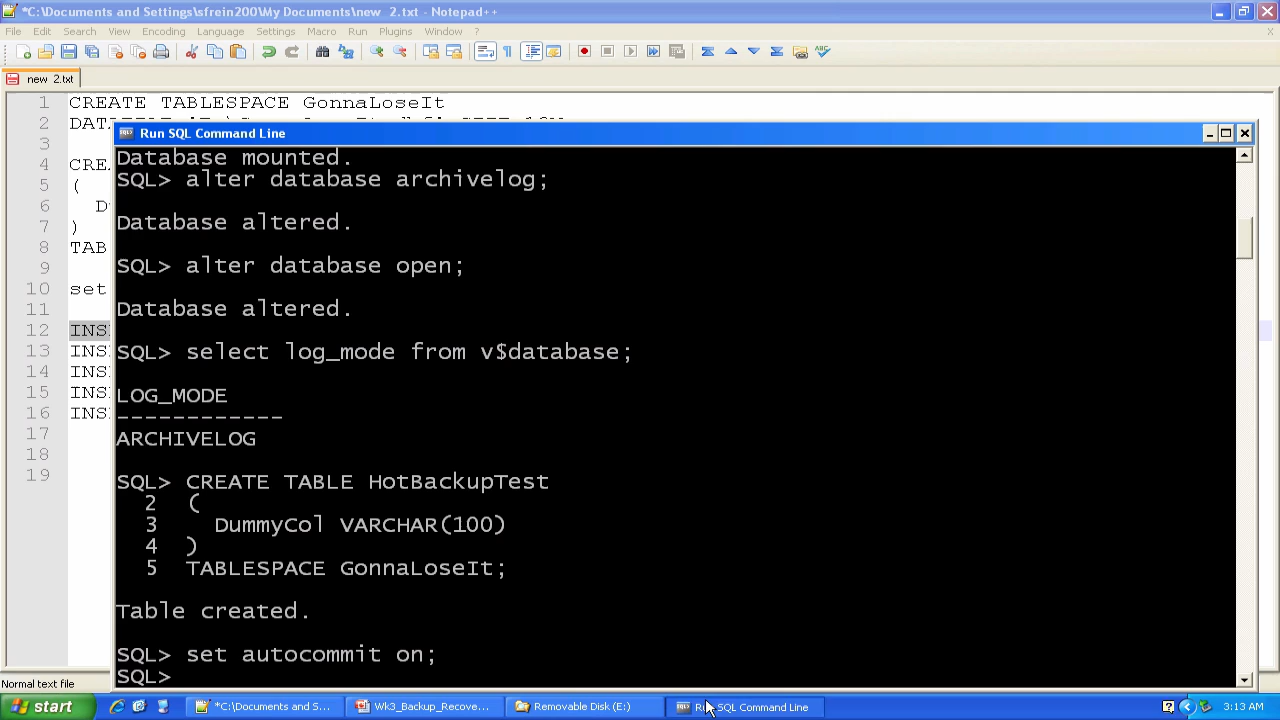 *C:\Documents and Settings\sfrein200\My Documents\new 2.txt - Notepad++
File Edit Search View Encoding Language Settings Macro Run Plugins Window ?
X
new 2.txt
1 CREATE TABLESPACE GonnaLoseIt
2
3
4 CRE
5 (
6 D
7 )
8 TAB
9
10 set
11
12 INS
13 INS
14 INS
15 INS
16 INS
17
18
19
Run SQL Command Line
Database mounted.
SQL> alter database archivelog;
Database altered.
SQL> alter database open;
Database altered.
SQL> select log_mode from v$database;
LOG_MODE
------------
ARCHIVELOG
SQL> CREATE TABLE HotBackupTest
2 (
3 DummyCol VARCHAR(100)
4 )
5 TABLESPACE GonnaLoseIt;
Table created.
SQL> set autocommit on;
SQL>
Normal text file
start
*C:\Documents and S...
Wk3_Backup_Recove...
Removable Disk (E:)
Run SQL Command Line
3:13 AM